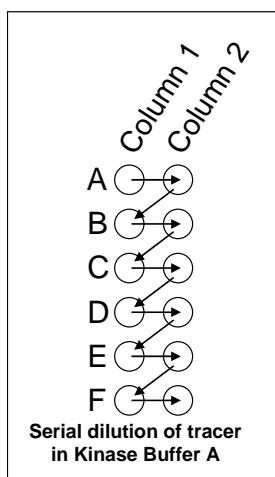 Column 1
Column 2
A
B
C
D
E
F
Serial dilution of tracer
in Kinase Buffer A